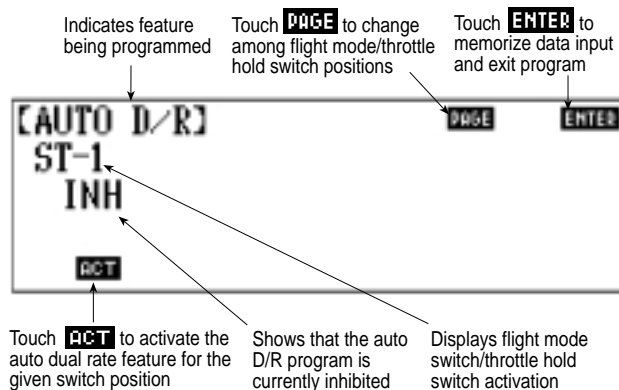 Indicates feature
being programmed
Touch PAGE to change
among flight mode/throttle
hold switch positions
Touch ENTER to
memorize data input
and exit program
[AUTO D/R]
PAGE
ENTER
ST-1
INH
ACT
Touch ACT to activate the
auto dual rate feature for the
given switch position
Shows that the auto
D/R program is
currently inhibited
Displays flight mode
switch/throttle hold
switch activation